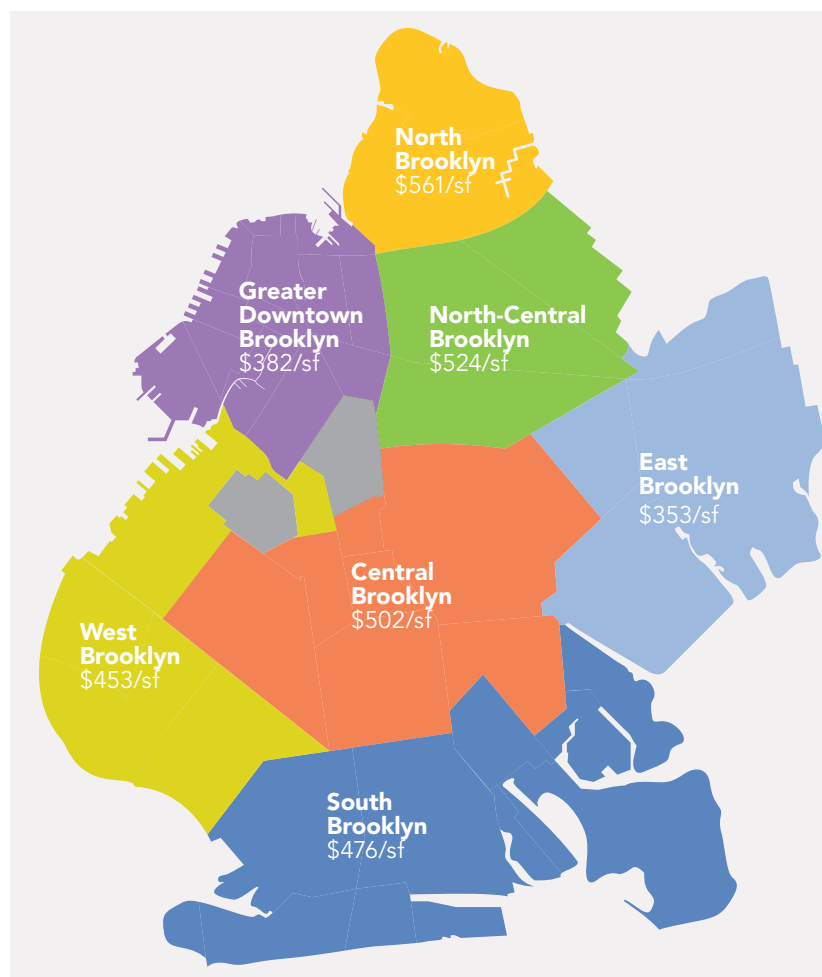 North
Brooklyn
$561/sf
Greater
Downtown
Brooklyn
$382/sf
North-Central
Brooklyn
$524/sf
East
Brooklyn
$353/sf
Central
Brooklyn
$502/sf
West
Brooklyn
$453/sf
South
Brooklyn
$476/sf